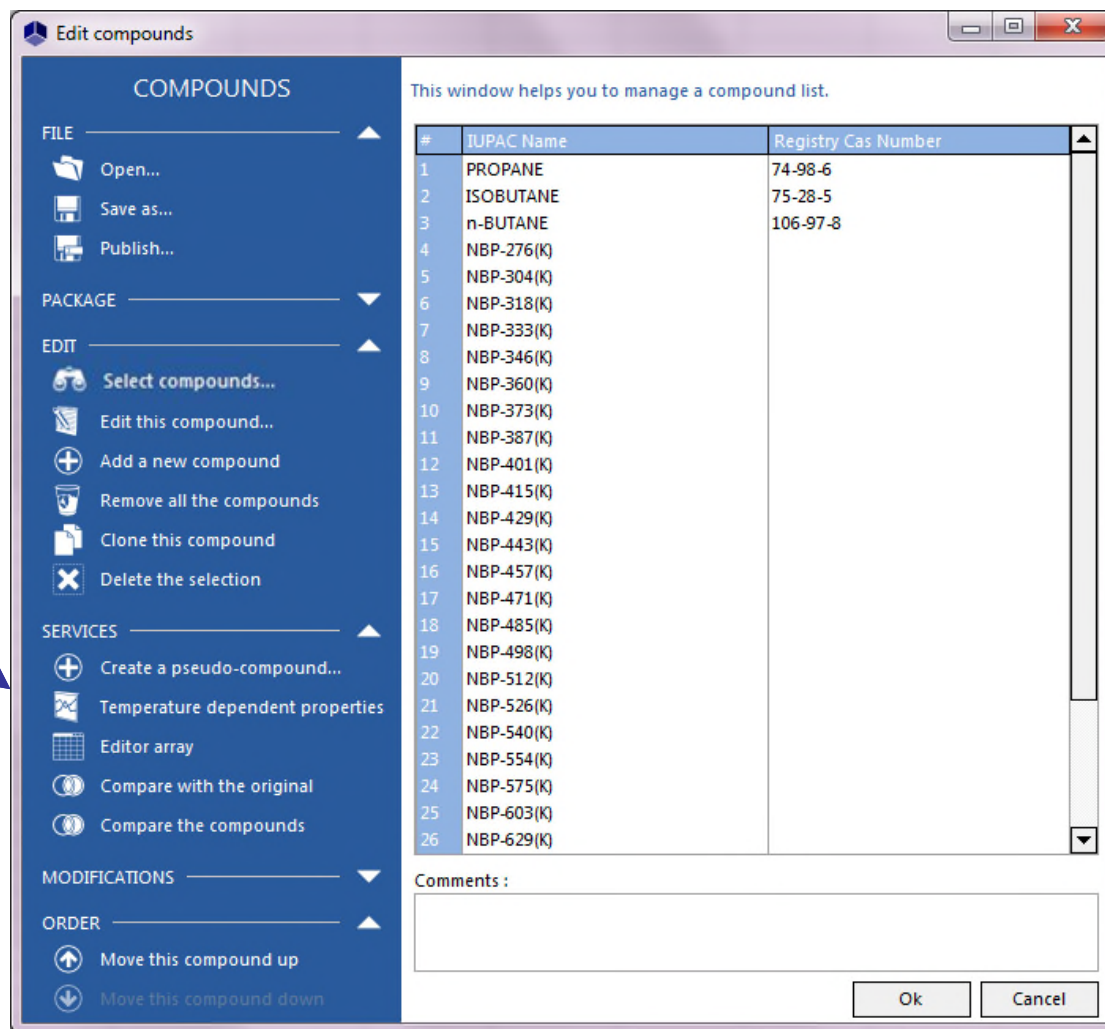 Edit compounds
COMPOUNDS
FILE
Open...
Save as...
Publish...
PACKAGE
EDIT
Select compounds...
Edit this compound...
Add a new compound
Remove all the compounds
Clone this compound
Delete the selection
SERVICES
Create a pseudo-compound...
Temperature dependent properties
Editor array
Compare with the original
Compare the compounds
MODIFICATIONS
ORDER
Move this compound up
Move this compound down
This window helps you to manage a compound list.
# IUPAC Name Registry Cas Number
1 PROPANE 74-98-6
2 ISOBUTANE 75-28-5
3 n-BUTANE 106-97-8
4 NBP-276(K)
5 NBP-304(K)
6 NBP-318(K)
7 NBP-333(K)
8 NBP-346(K)
9 NBP-360(K)
10 NBP-373(K)
11 NBP-387(K)
12 NBP-401(K)
13 NBP-415(K)
14 NBP-429(K)
15 NBP-443(K)
16 NBP-457(K)
17 NBP-471(K)
18 NBP-485(K)
19 NBP-498(K)
20 NBP-512(K)
21 NBP-526(K)
22 NBP-540(K)
23 NBP-554(K)
24 NBP-575(K)
25 NBP-603(K)
26 NBP-629(K)
Comments :
Ok Cancel